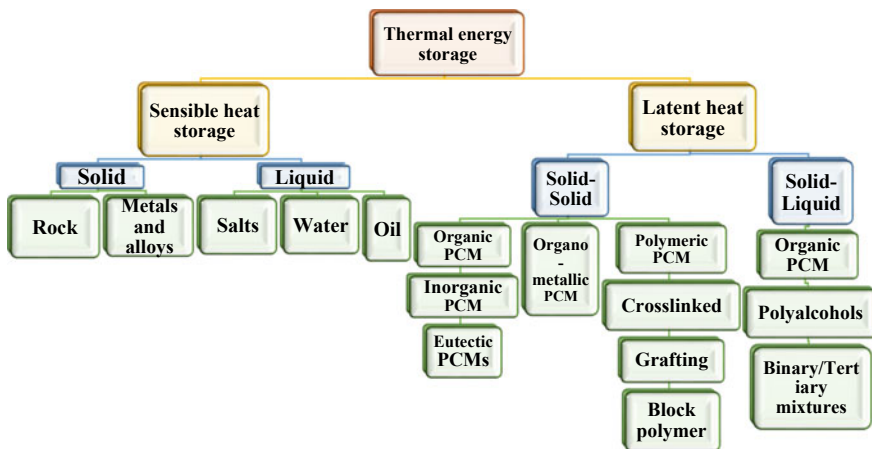 Thermal energy
storage
Sensible heat
storage
Latent heat
storage
Solid
Liquid
Solid-
Solid
Solid-
Liquid
Rock
Metals
and
alloys
Salts
Water
Oil
Organic
PCM
Inorganic
PCM
Eutectic
PCMs
Organo
-
metallic
PCM
Polymeric
PCM
Crosslinked
Grafting
Block
polymer
Organic
PCM
Polyalcohols
Binary/Tert
iary
mixtures